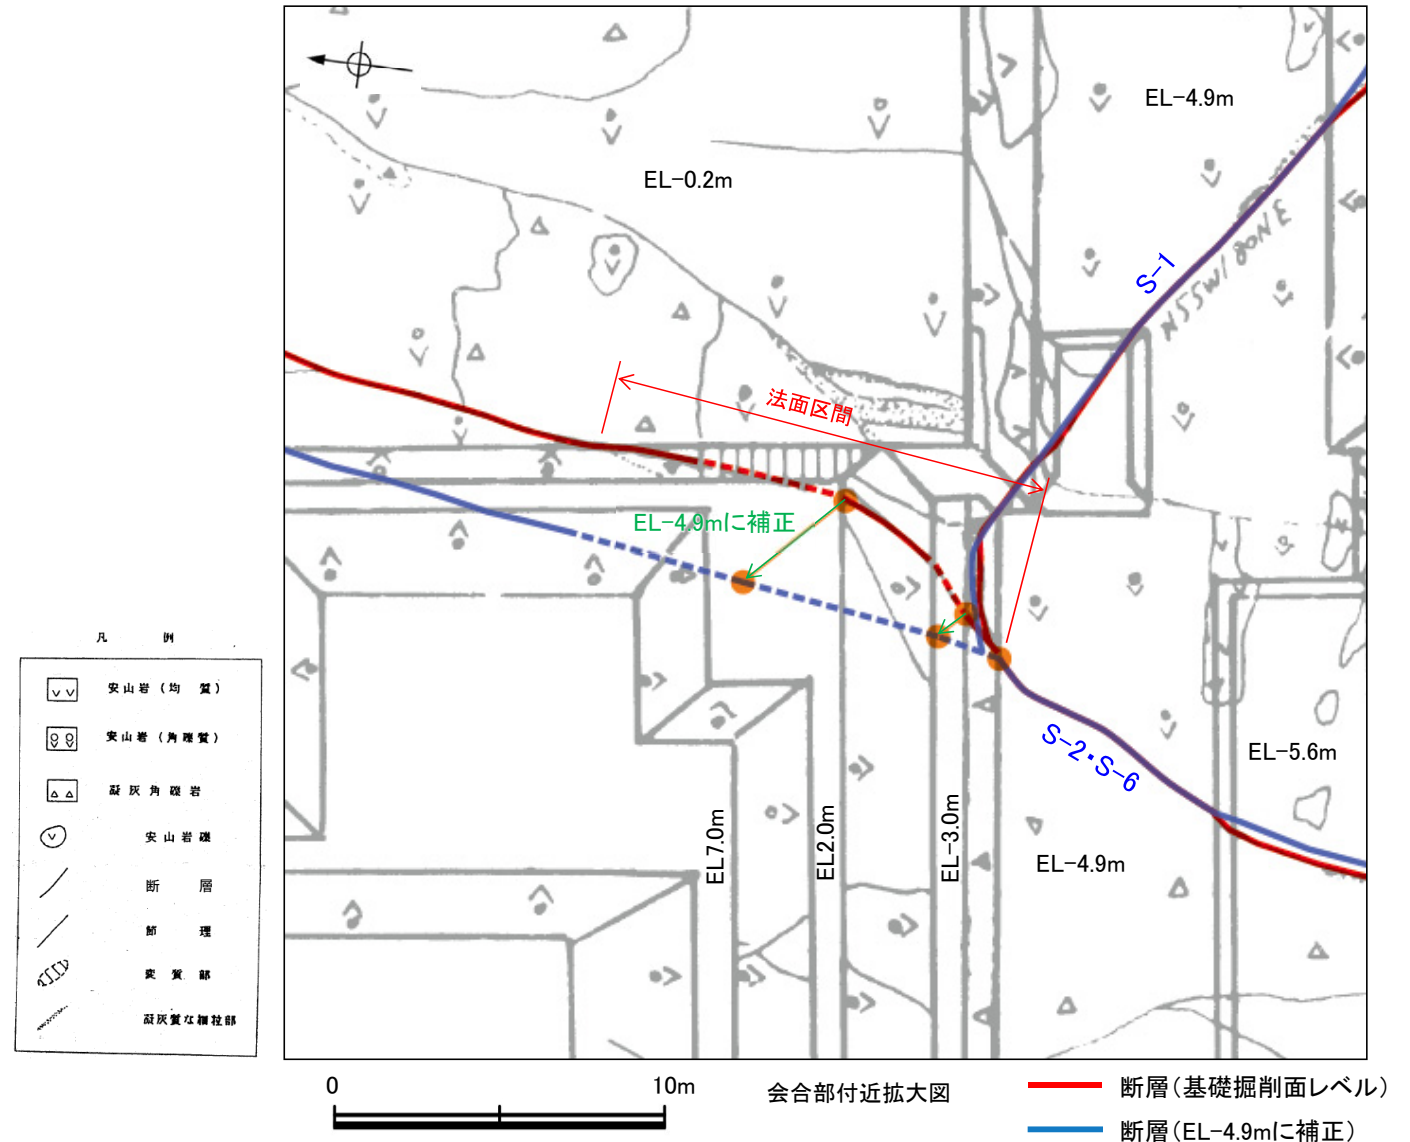 EL-4.9m
EL-0.2m
S-1
N55W/80NE
法面区間
EL-4.9mに補正
S-2・S-6
EL-5.6m
EL7.0m
EL2.0m
EL-3.0m
EL-4.9m
凡 例
安山岩(均 質)
安山岩(角礫質)
凝灰角礫岩
安山岩礫
断 層
節 理
変 質 部
凝灰質な細粒部
0 10m
会合部付近拡大図
断層(基礎掘削面レベル)
断層(EL-4.9mに補正)